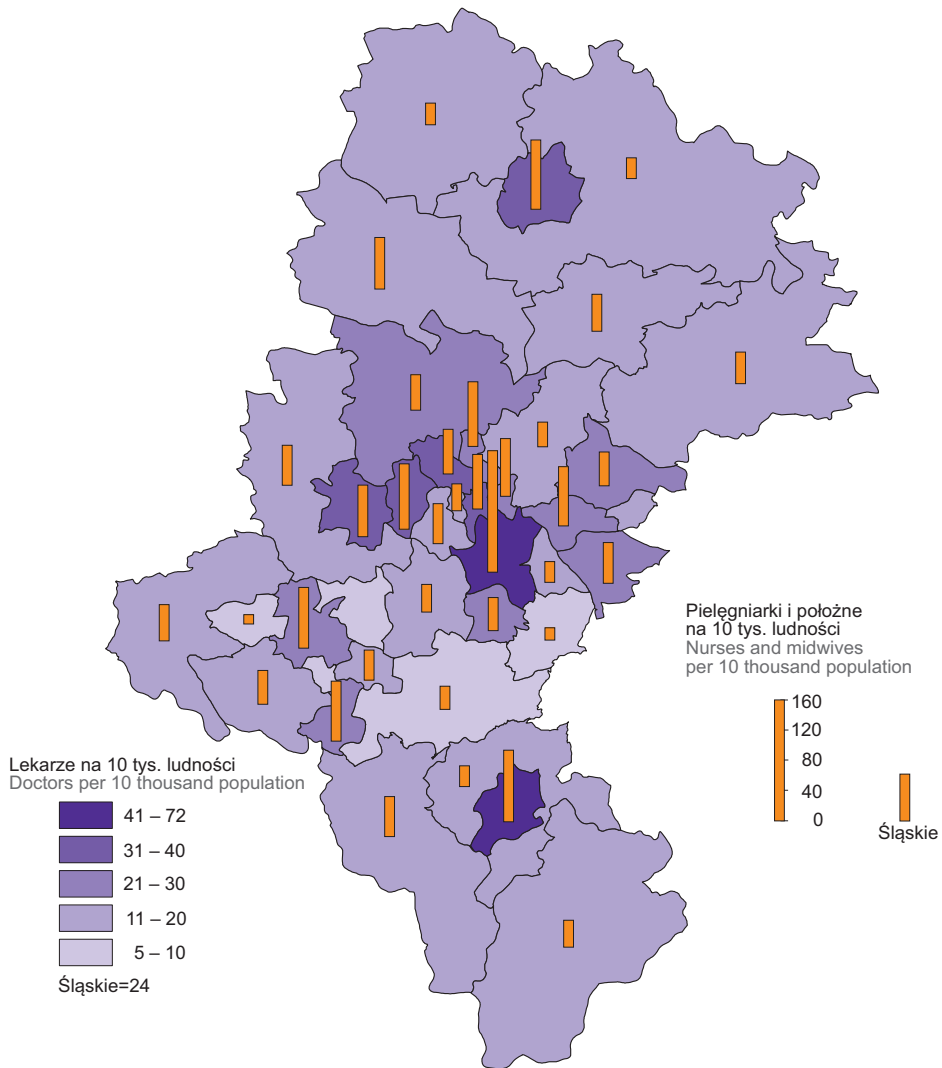 Pielęgniarki i położne
na 10 tys. ludności
Nurses and midwives
per 10 thousand population
160
120
80
40
0
Śląskie
Lekarze na 10 tys. ludności
Doctors per 10 thousand population
41 – 72
31 – 40
21 – 30
11 – 20
5 – 10
Śląskie=24